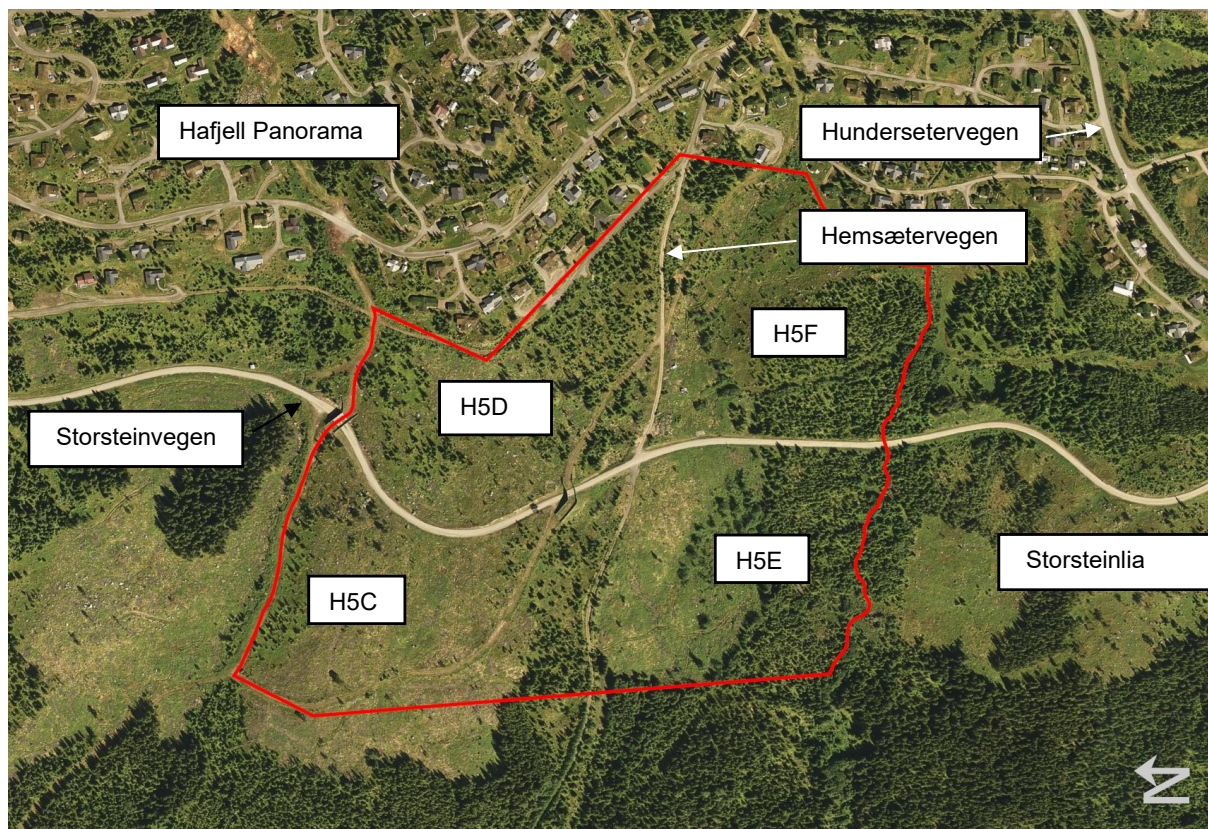 Hafjell Panorama
Hundersetervegen
Hemsætervegen
H5F
H5D
Storsteinvegen
H5E
Storsteinlia
H5C
N